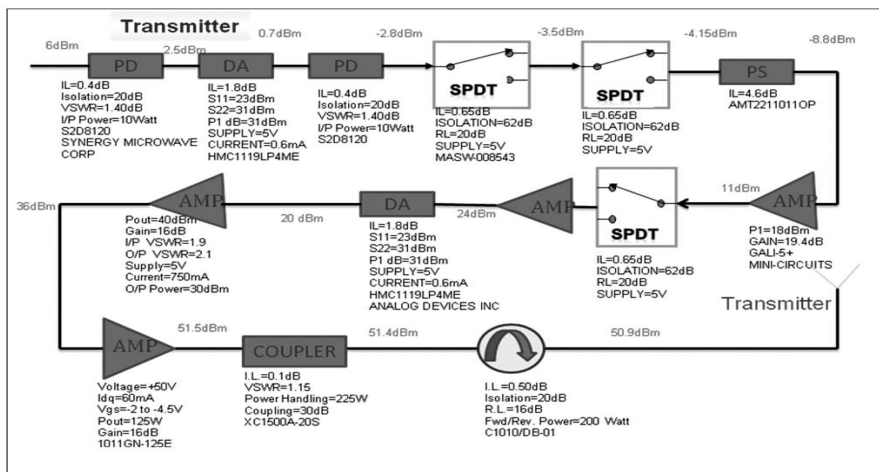 Transmitter
6dBm
2.5dBm
0.7dBm
-2.8dBm
-3.5dBm
-4.15dBm
-8.8dBm
PD
DA
PD
SPDT
SPDT
PS
IL=0.4dB
Isolation=20dB
VSWR=1.40dB
I/P Power=10Watt
S2D8120
SYNERGY MICROWAVE
CORP
IL=1.8dB
S11=23dBm
S22=31dBm
P1 dB=31dBm
SUPPLY=5V
CURRENT=0.6mA
HMC1119LP4ME
IL=0.4dB
Isolation=20dB
VSWR=1.40dB
I/P Power=10Watt
S2D8120
IL=0.65dB
ISOLATION=62dB
RL=20dB
SUPPLY=5V
MASW-008543
IL=0.65dB
ISOLATION=62dB
RL=20dB
SUPPLY=5V
IL=4.6dB
AMT2211011OP
36dBm
AMP
20 dBm
DA
24dBm
AMP
SPDT
11dBm
AMP
Pout=40dBm
Gain=16dB
I/P VSWR=1.9
O/P VSWR=2.1
Supply=5V
Current=750mA
O/P Power=30dBm
IL=1.8dB
S11=23dBm
S22=31dBm
P1 dB=31dBm
SUPPLY=5V
CURRENT=0.6mA
HMC1119LP4ME
ANALOG DEVICES INC
IL=0.65dB
ISOLATION=62dB
RL=20dB
SUPPLY=5V
P1=18dBm
GAIN=19.4dB
GALI-5+
MINI-CIRCUITS
Transmitter
AMP
51.5dBm
COUPLER
51.4dBm
50.9dBm
Voltage=+50V
Idq=60mA
Vgs=-2 to -4.5V
Pout=125W
Gain=16dB
1011GN-125E
I.L.=0.1dB
VSWR=1.15
Power Handling=225W
Coupling=30dB
XC1500A-20S
I.L.=0.50dB
Isolation=20dB
R.L.=16dB
Fwd/Rev. Power=200 Watt
C1010/DB-01